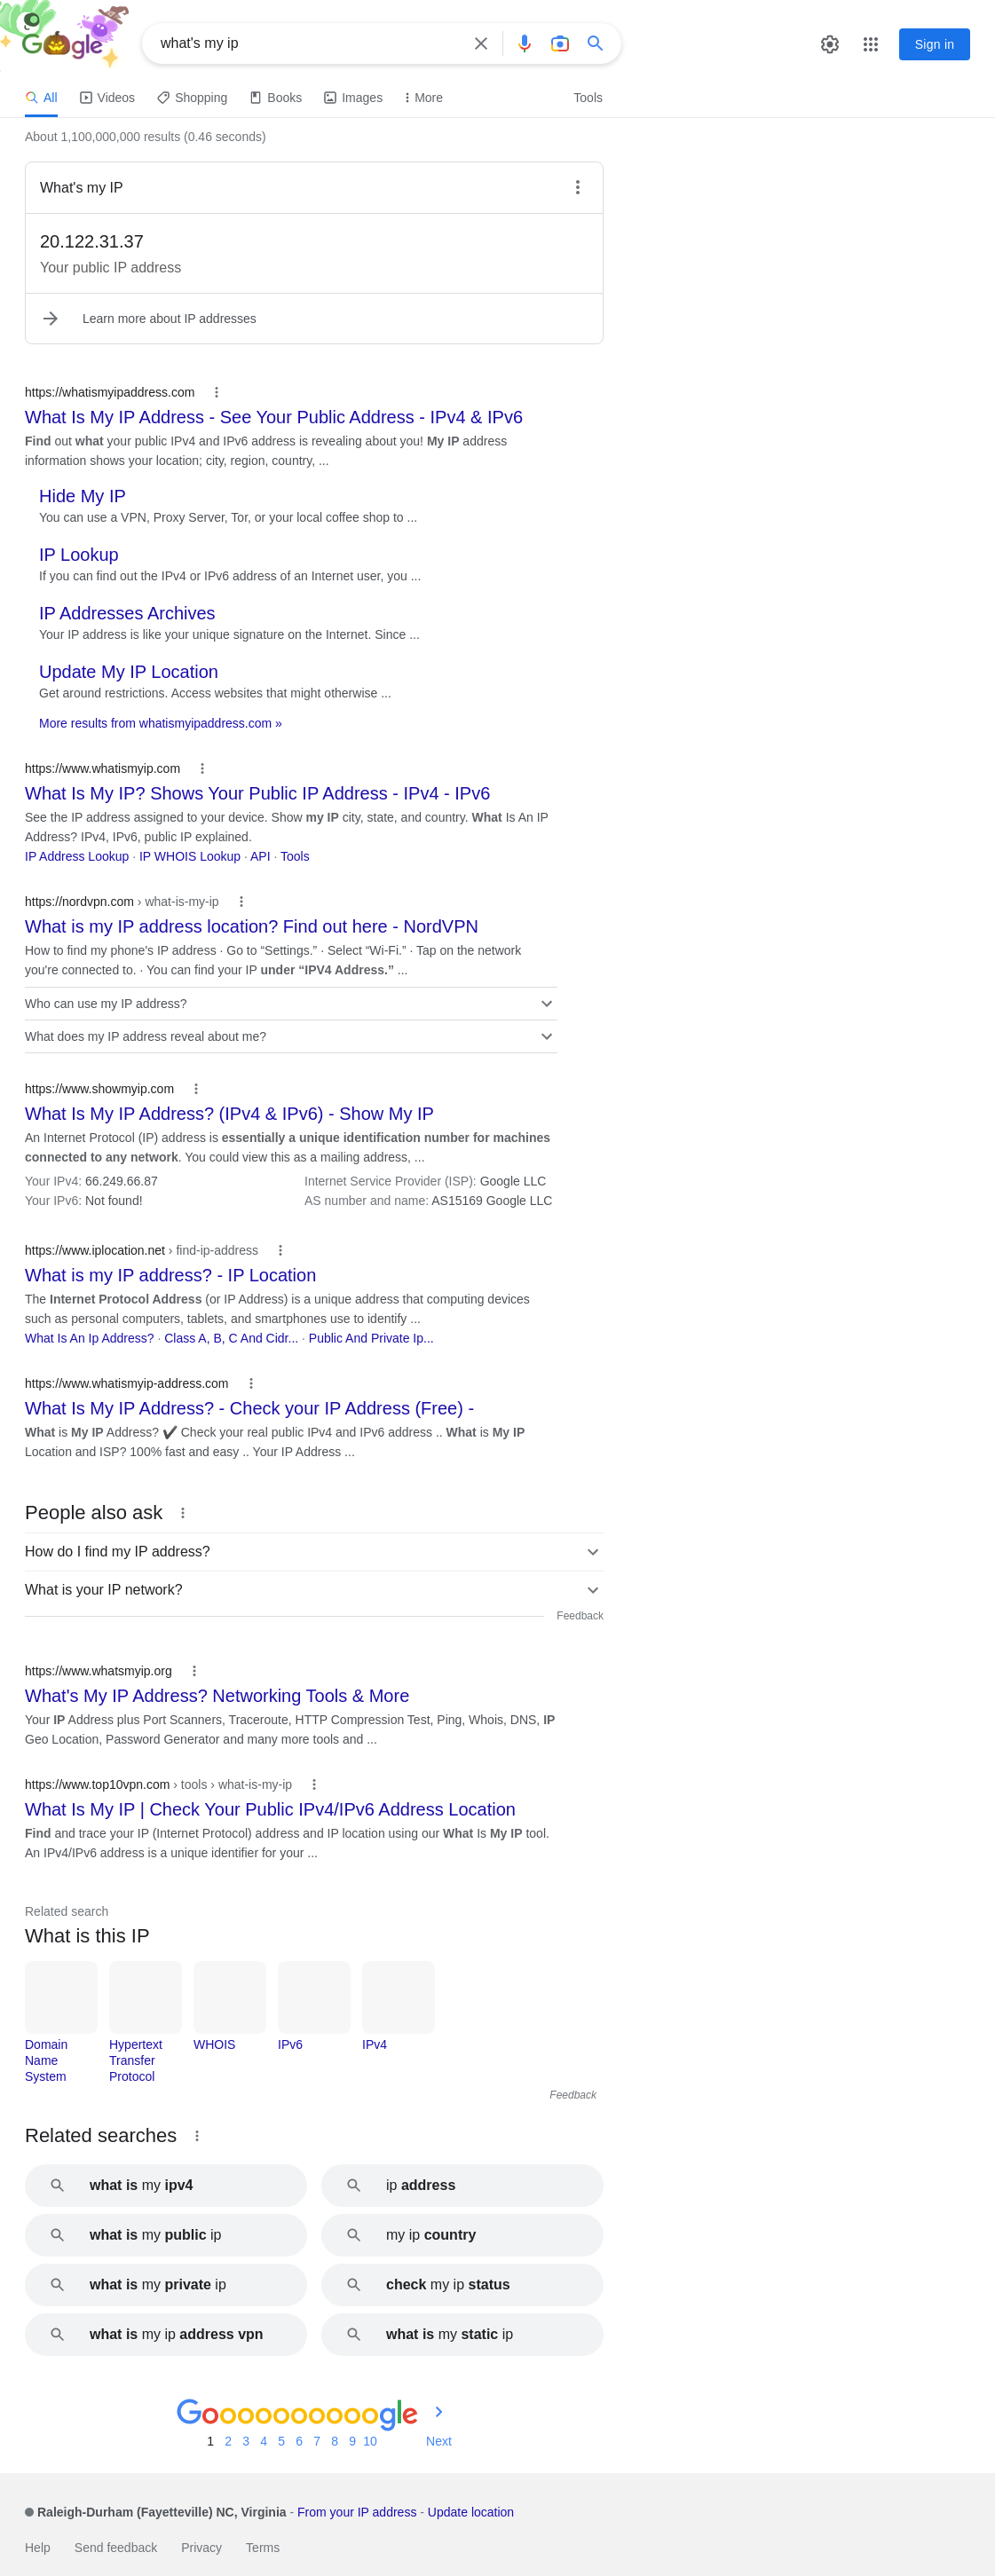 Google
what's my ip
Sign in
All
Videos
Shopping
Books
Images
More
Tools
About 1,100,000,000 results (0.46 seconds)
What's my IP
20.122.31.37
Your public IP address
Learn more about IP addresses
https://whatismyipaddress.com
What Is My IP Address - See Your Public Address - IPv4 & IPv6
Find out what your public IPv4 and IPv6 address is revealing about you! My IP address
information shows your location; city, region, country, ...
Hide My IP
You can use a VPN, Proxy Server, Tor, or your local coffee shop to ...
IP Lookup
If you can find out the IPv4 or IPv6 address of an Internet user, you ...
IP Addresses Archives
Your IP address is like your unique signature on the Internet. Since ...
Update My IP Location
Get around restrictions. Access websites that might otherwise ...
More results from whatismyipaddress.com »
https://www.whatismyip.com
What Is My IP? Shows Your Public IP Address - IPv4 - IPv6
See the IP address assigned to your device. Show my IP city, state, and country. What Is An IP
Address? IPv4, IPv6, public IP explained.
IP Address Lookup · IP WHOIS Lookup · API · Tools
https://nordvpn.com › what-is-my-ip
What is my IP address location? Find out here - NordVPN
How to find my phone's IP address · Go to “Settings.” · Select “Wi-Fi.” · Tap on the network
you're connected to. · You can find your IP under “IPV4 Address.” ...
Who can use my IP address?
What does my IP address reveal about me?
https://www.showmyip.com
What Is My IP Address? (IPv4 & IPv6) - Show My IP
An Internet Protocol (IP) address is essentially a unique identification number for machines
connected to any network. You could view this as a mailing address, ...
Your IPv4: 66.249.66.87
Internet Service Provider (ISP): Google LLC
Your IPv6: Not found!
AS number and name: AS15169 Google LLC
https://www.iplocation.net › find-ip-address
What is my IP address? - IP Location
The Internet Protocol Address (or IP Address) is a unique address that computing devices
such as personal computers, tablets, and smartphones use to identify ...
What Is An Ip Address? · Class A, B, C And Cidr... · Public And Private Ip...
https://www.whatismyip-address.com
What Is My IP Address? - Check your IP Address (Free) -
What is My IP Address? ✔️ Check your real public IPv4 and IPv6 address .. What is My IP
Location and ISP? 100% fast and easy .. Your IP Address ...
People also ask
How do I find my IP address?
What is your IP network?
Feedback
https://www.whatsmyip.org
What's My IP Address? Networking Tools & More
Your IP Address plus Port Scanners, Traceroute, HTTP Compression Test, Ping, Whois, DNS, IP
Geo Location, Password Generator and many more tools and ...
https://www.top10vpn.com › tools › what-is-my-ip
What Is My IP | Check Your Public IPv4/IPv6 Address Location
Find and trace your IP (Internet Protocol) address and IP location using our What Is My IP tool.
An IPv4/IPv6 address is a unique identifier for your ...
Related search
What is this IP
Domain
Name
System
Hypertext
Transfer
Protocol
WHOIS
IPv6
IPv4
Feedback
Related searches
what is my ipv4
ip address
what is my public ip
my ip country
what is my private ip
check my ip status
what is my ip address vpn
what is my static ip
Goooooooooogle
1 2 3 4 5 6 7 8 9 10 Next
Raleigh-Durham (Fayetteville) NC, Virginia - From your IP address - Update location
Help
Send feedback
Privacy
Terms